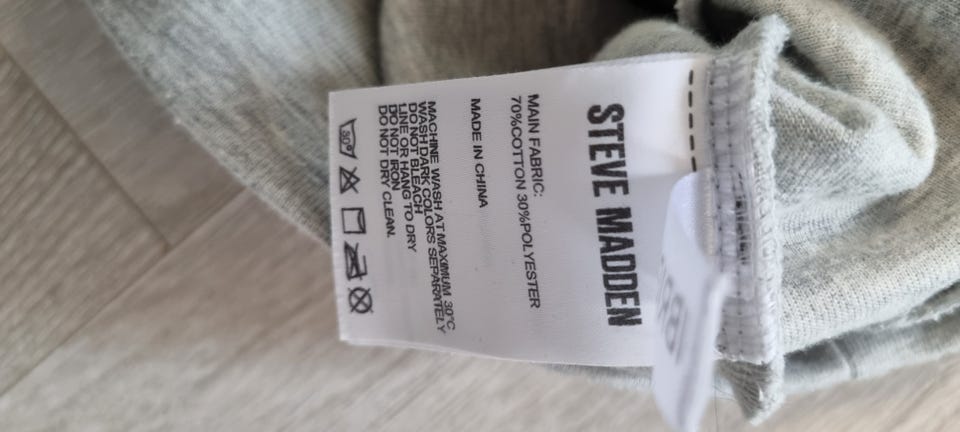 STEVE MADDEN
MAIN FABRIC:
70%COTTON 30%POLYESTER
MADE IN CHINA
MACHINE WASH AT MAXIMUM 30°C
WASH DARK COLORS SEPARATELY
DO NOT BLEACH
LINE OR HANG TO DRY
DO NOT IRON
DO NOT DRY CLEAN.
30°